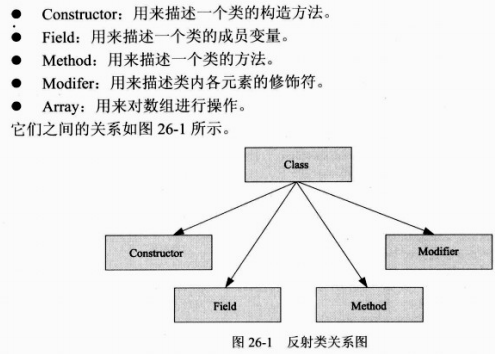 ● Constructor：用来描述一个类的构造方法。
● Field：用来描述一个类的成员变量。
● Method：用来描述一个类的方法。
● Modifer：用来描述类内各元素的修饰符。
● Array：用来对数组进行操作。
它们之间的关系如图 26-1 所示。
Class
Constructor
Modifier
Field
Method
图 26-1 反射类关系图